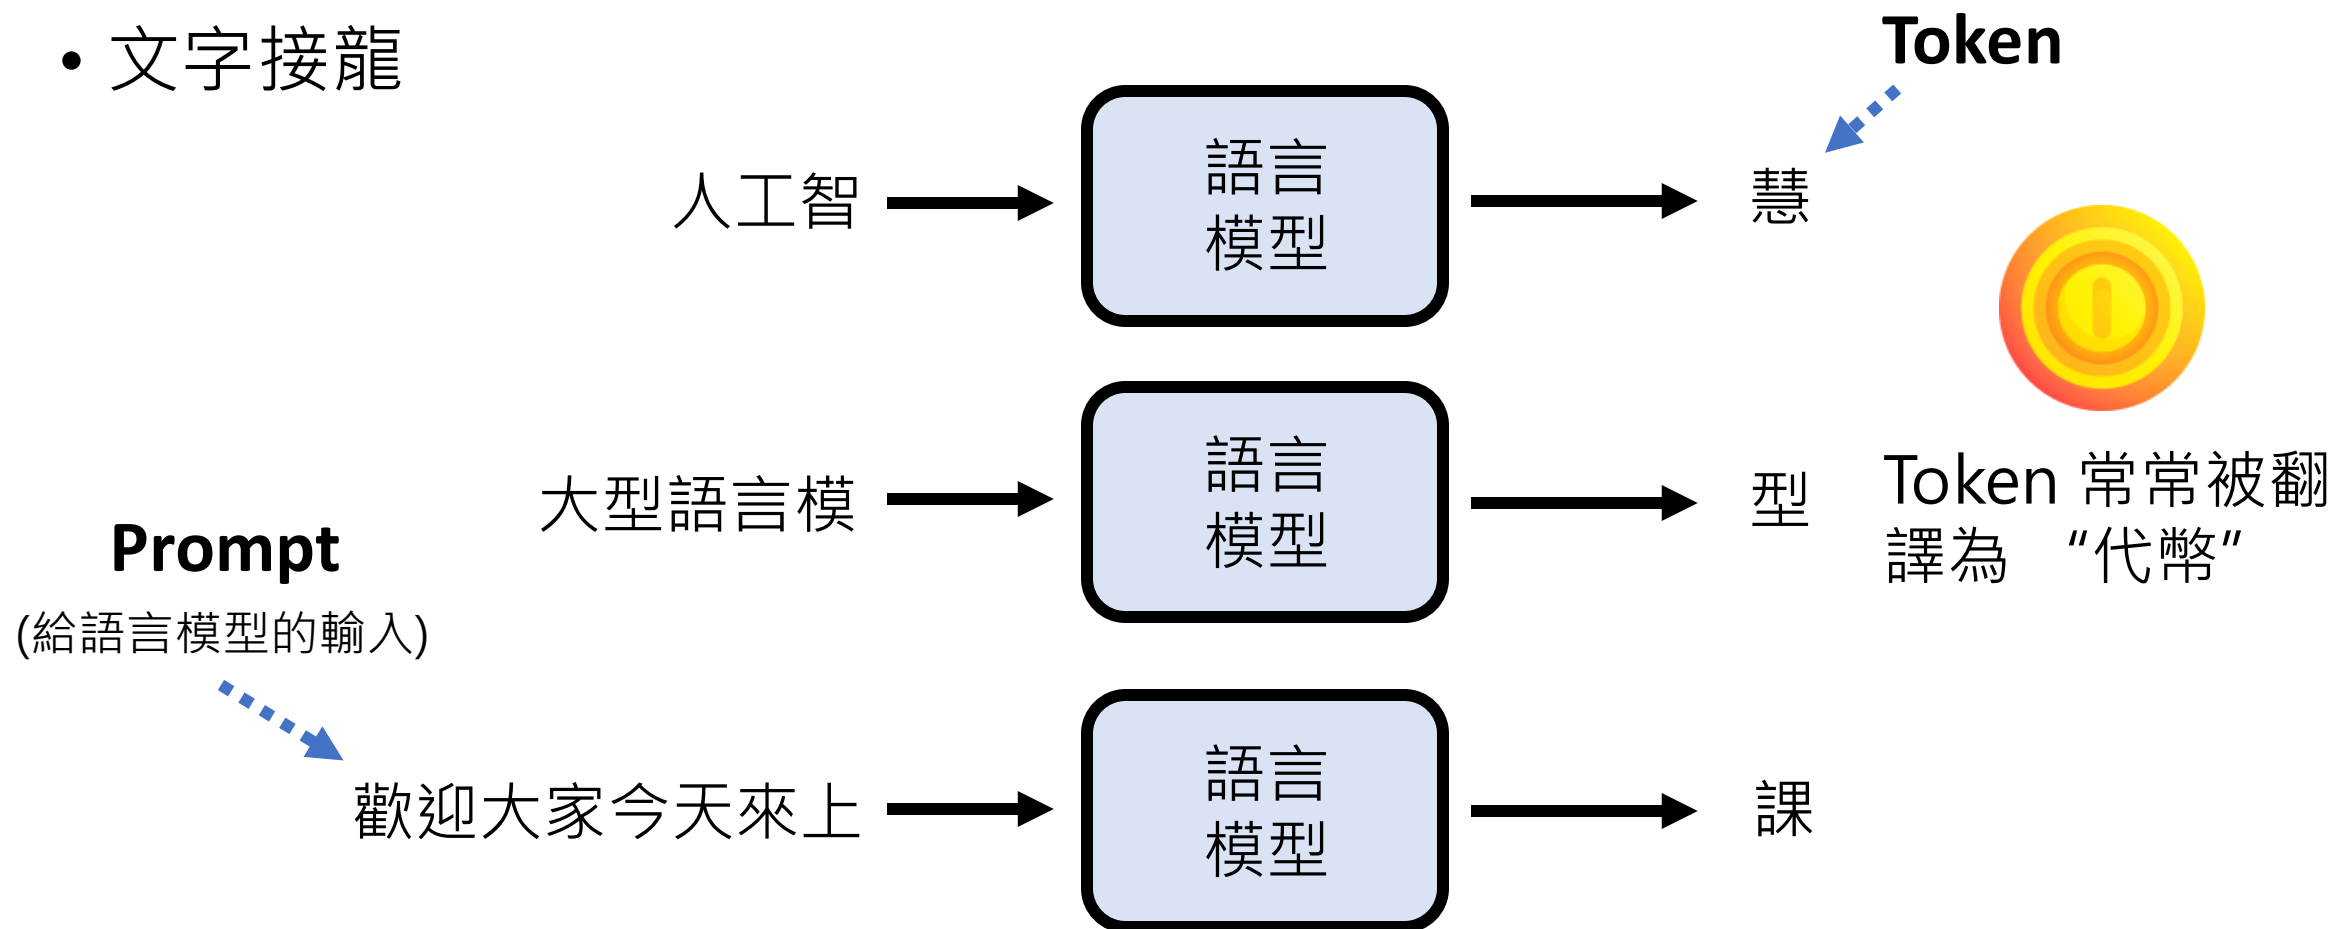 • 文字接龍
Token
人工智
語言
模型
慧
大型語言模
語言
模型
型
Token 常常被翻
譯為 “代幣”
Prompt
(給語言模型的輸入)
歡迎大家今天來上
語言
模型
課